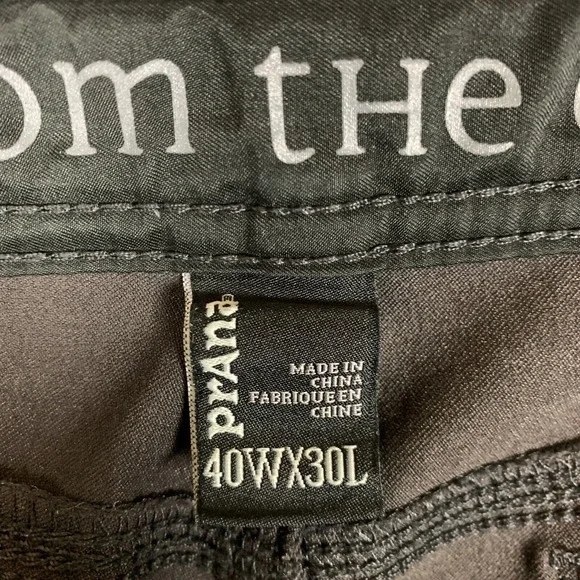 om tHe
prAna
MADE IN
CHINA
FABRIQUE EN
CHINE
40WX30L